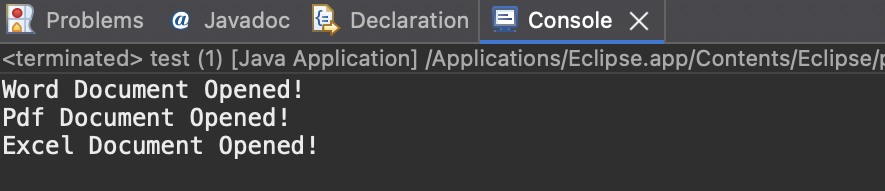 Problems @ Javadoc Declaration Console
<terminated> test (1) [Java Application] /Applications/Eclipse.app/Contents/Eclipse/p
Word Document Opened!
Pdf Document Opened!
Excel Document Opened!